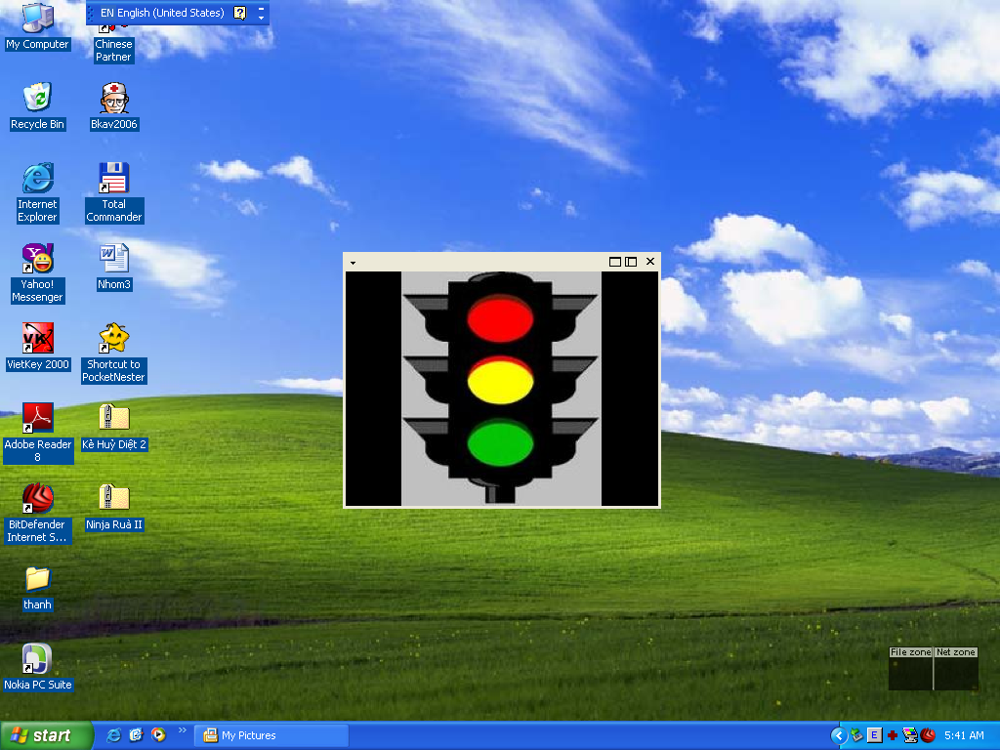 EN English (United States)
My Computer
Chinese
Partner
Recycle Bin
Bkav2006
Internet
Explorer
Total
Commander
Yahoo!
Messenger
Nhom3
VietKey 2000
Shortcut to
PocketNester
Adobe Reader
8
Kẻ Huỷ Diệt 2
BitDefender
Internet S...
Ninja Ruà II
thanh
Nokia PC Suite
File zone
Net zone
start
My Pictures
E
5:41 AM